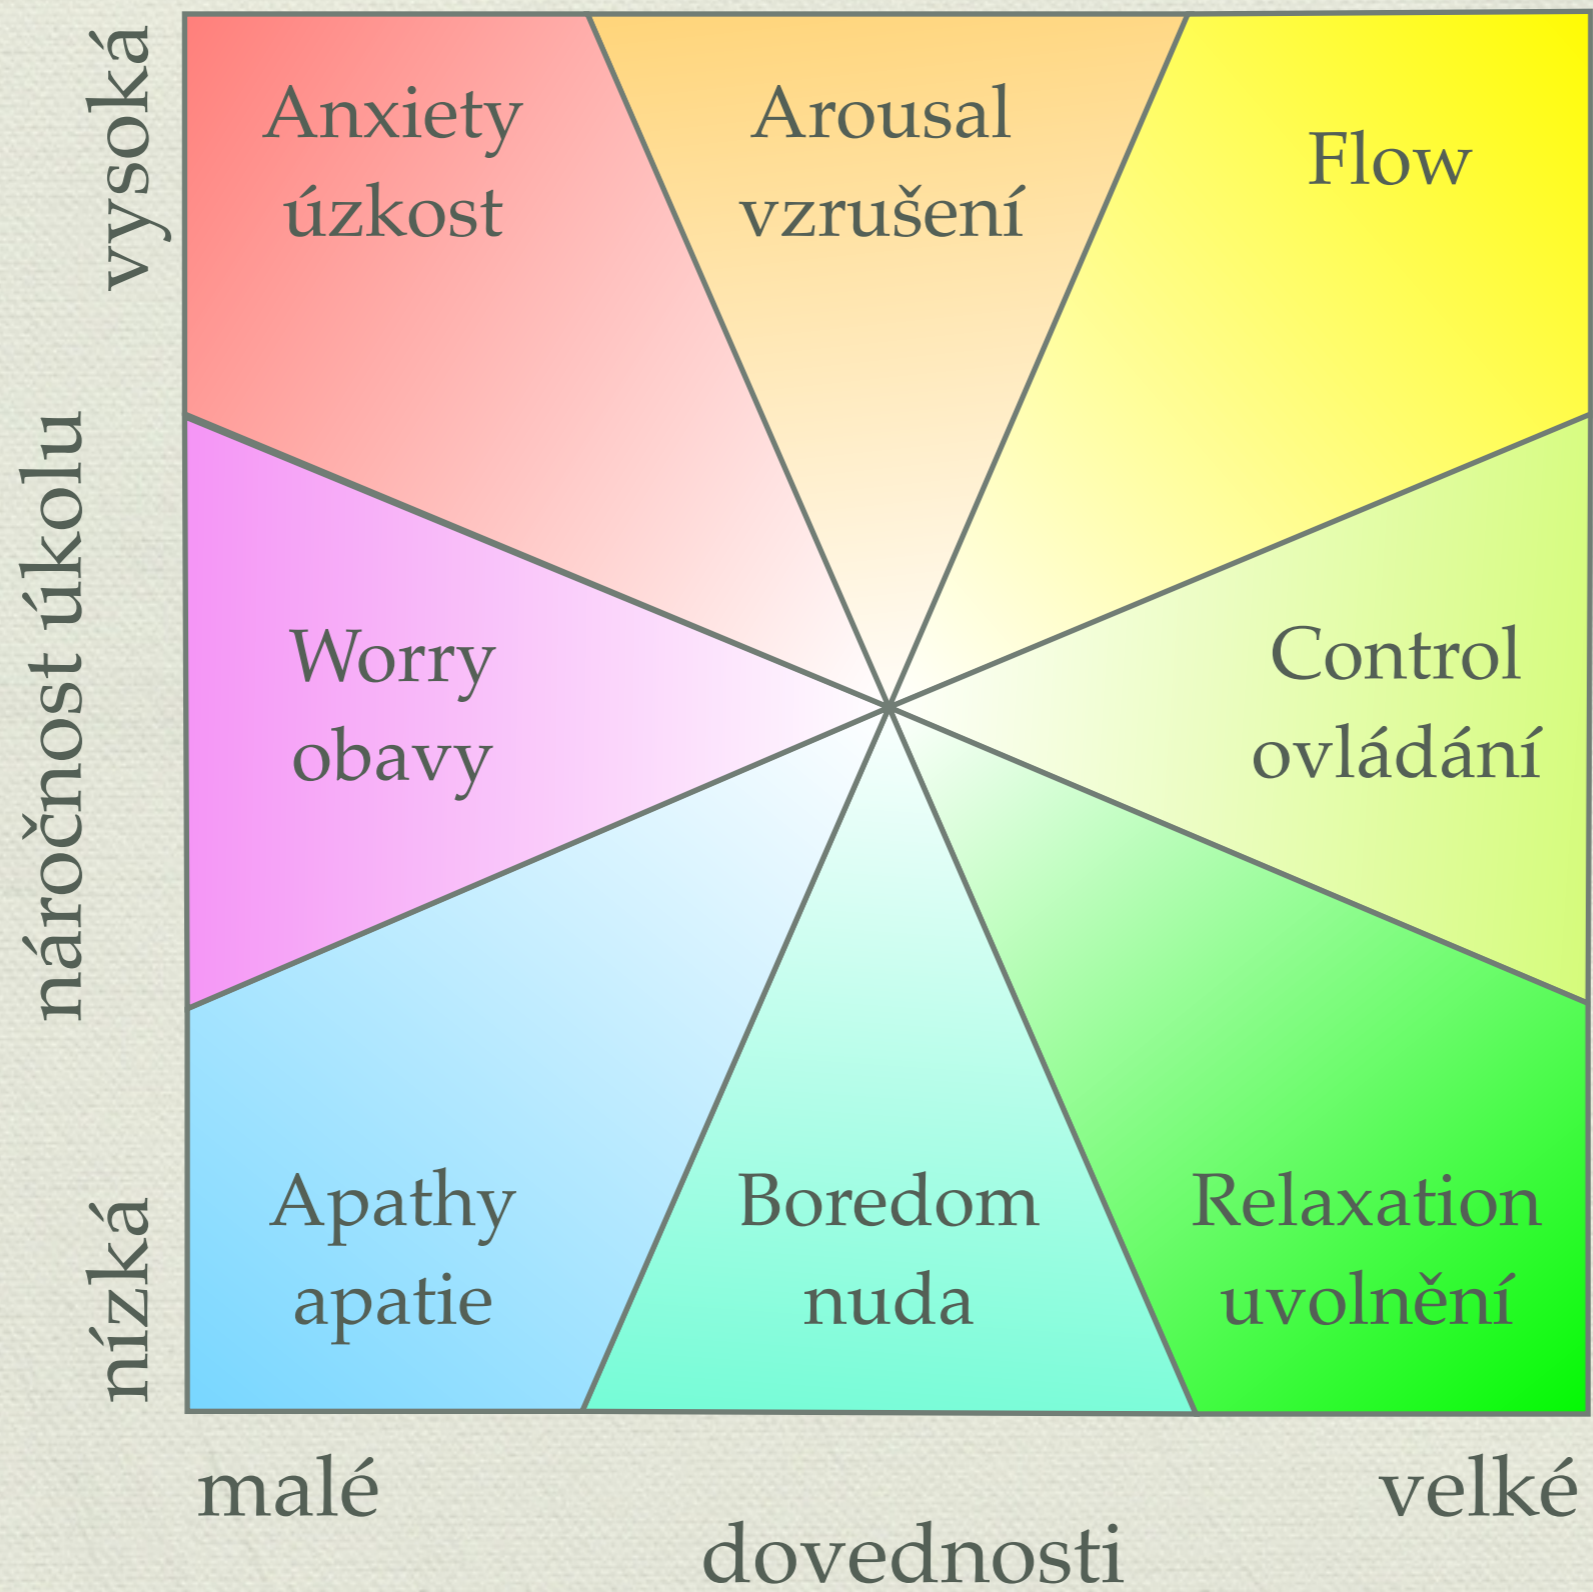 vysoká
náročnost úkolu
nízká
Anxiety
úzkost
Arousal
vzrušení
Flow
Worry
obavy
Control
ovládání
Apathy
apatie
Boredom
nuda
Relaxation
uvolnění
malé
velké
dovednosti